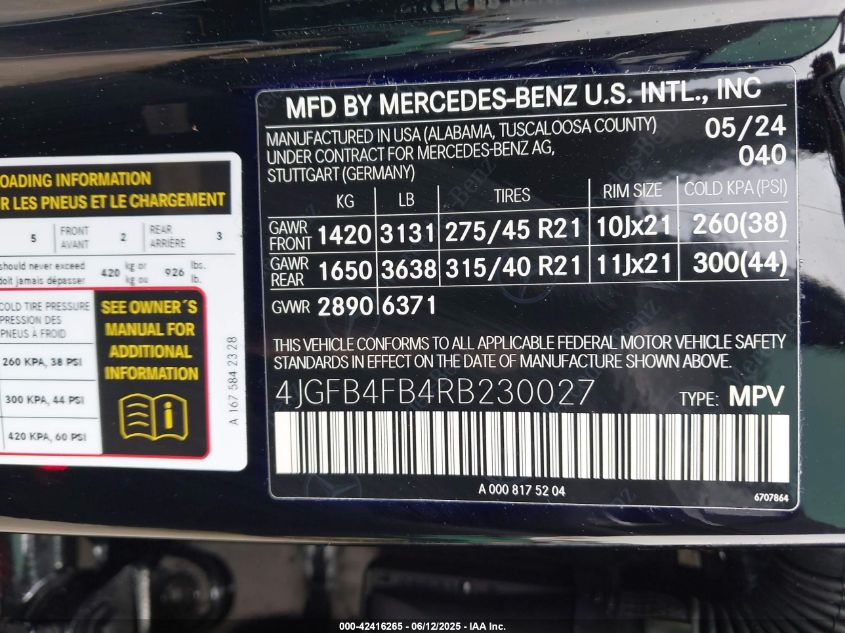 OADING INFORMATION
R LES PNEUS ET LE CHARGEMENT
5 FRONT AVANT 2 REAR ARRIÈRE 3
should never exceed
doit jamais dépasser 420 kg or kg ou 926 lbs. lb.
COLD TIRE PRESSURE
PRESSION DES
PNEUS À FROID
260 KPA, 38 PSI
300 KPA, 44 PSI
420 KPA, 60 PSI
SEE OWNER´S
MANUAL FOR
ADDITIONAL
INFORMATION
A 167 584 23 28
MFD BY MERCEDES-BENZ U.S. INTL., INC
MANUFACTURED IN USA (ALABAMA, TUSCALOOSA COUNTY) 05/24
UNDER CONTRACT FOR MERCEDES-BENZ AG, 040
STUTTGART (GERMANY)
KG LB TIRES RIM SIZE COLD KPA (PSI)
GAWR FRONT 1420 3131 275/45 R21 10Jx21 260(38)
GAWR REAR 1650 3638 315/40 R21 11Jx21 300(44)
GVWR 2890 6371
THIS VEHICLE CONFORMS TO ALL APPLICABLE FEDERAL MOTOR VEHICLE SAFETY
STANDARDS IN EFFECT ON THE DATE OF MANUFACTURE SHOWN ABOVE.
4JGFB4FB4RB230027 TYPE: MPV
A 000 817 52 04
6707864
000-42416265 - 06/12/2025 - IAA Inc.